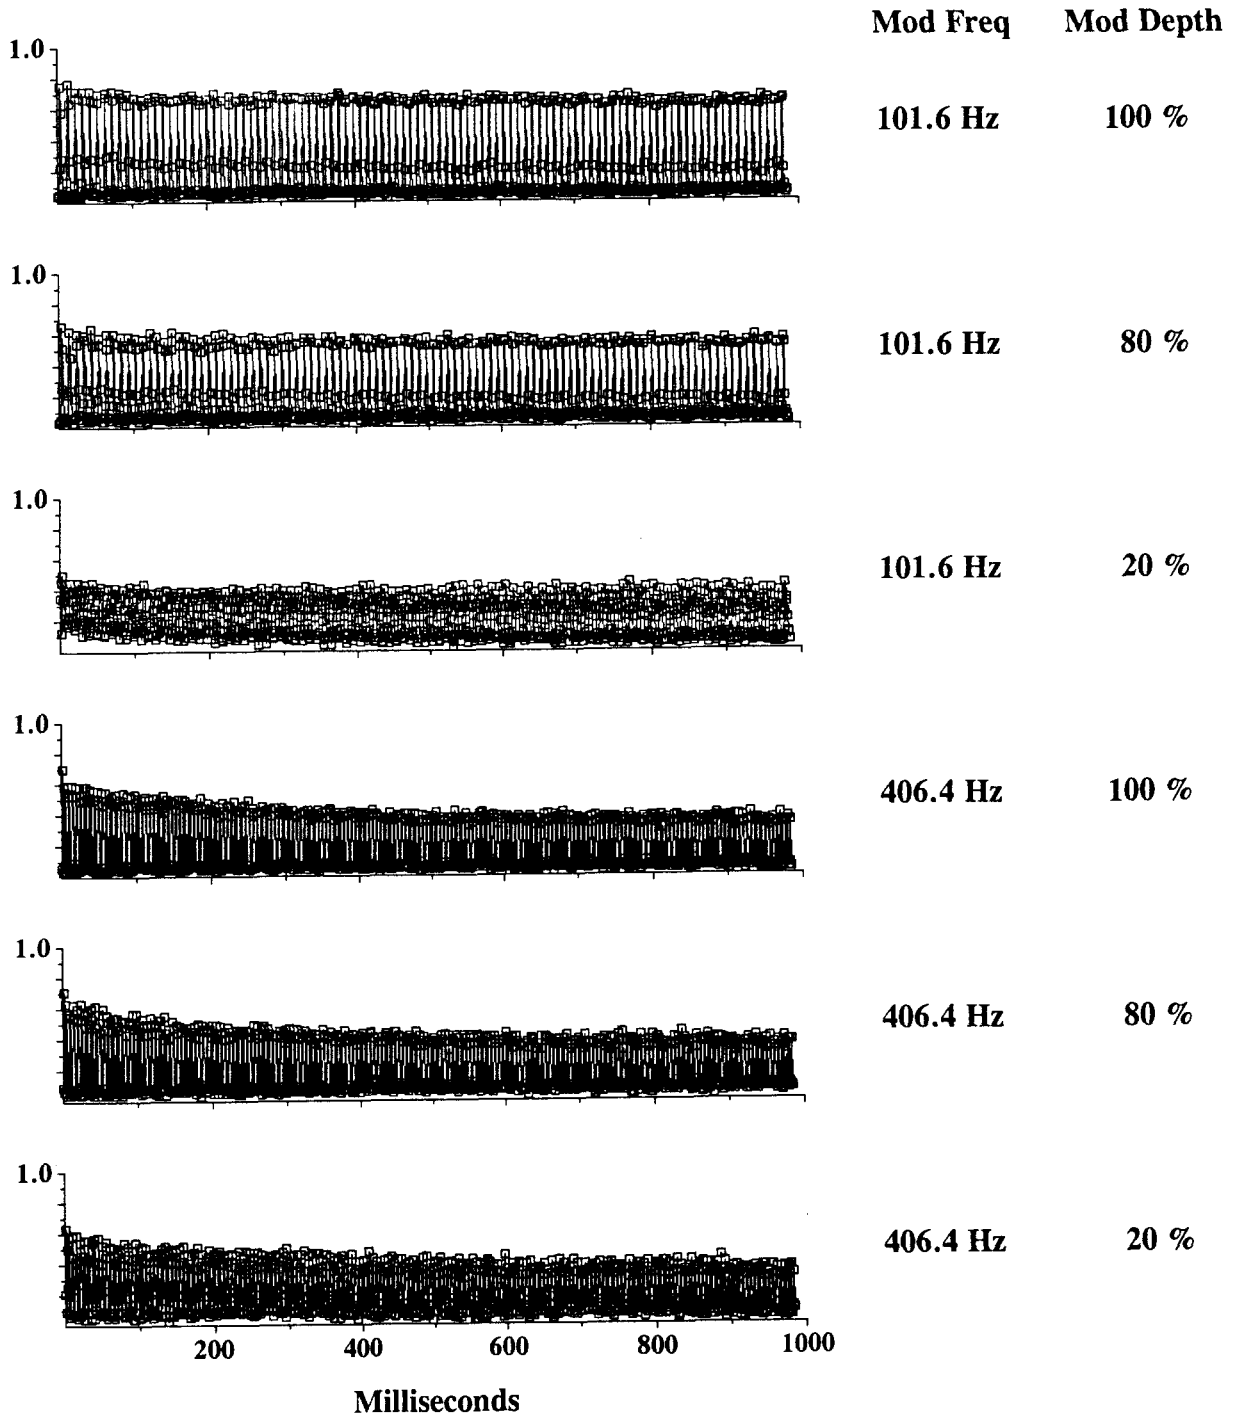 Mod Freq Mod Depth
1.0
101.6 Hz 100 %
1.0
101.6 Hz 80 %
1.0
101.6 Hz 20 %
1.0
406.4 Hz 100 %
1.0
406.4 Hz 80 %
1.0
406.4 Hz 20 %
200 400 600 800 1000
Milliseconds